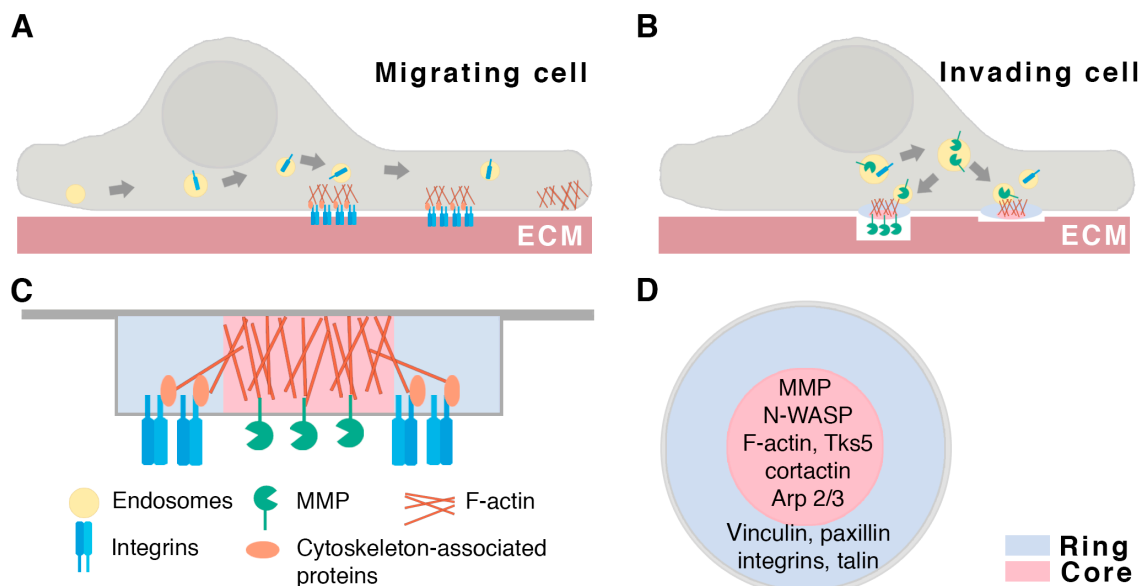 A
Migrating cell
ECM
B
Invading cell
ECM
C
Endosomes
MMP
F-actin
Integrins
Cytoskeleton-associated
proteins
D
MMP
N-WASP
F-actin, Tks5
cortactin
Arp 2/3
Vinculin, paxillin
integrins, talin
Ring
Core